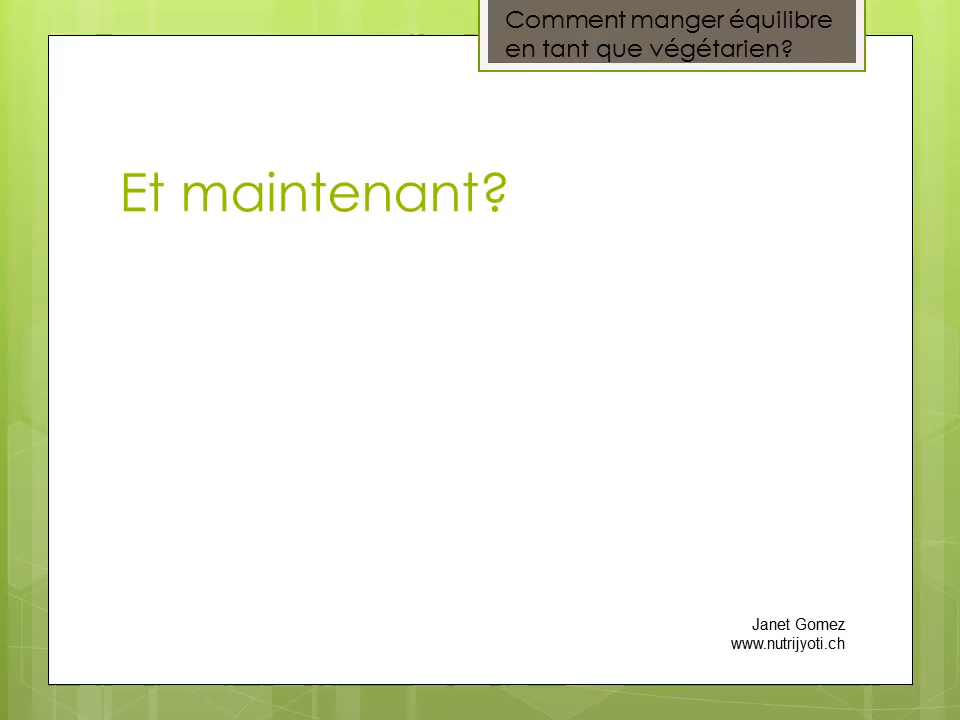 Comment manger équilibre
en tant que végétarien?
Et maintenant?
Janet Gomez
www.nutrijyoti.ch